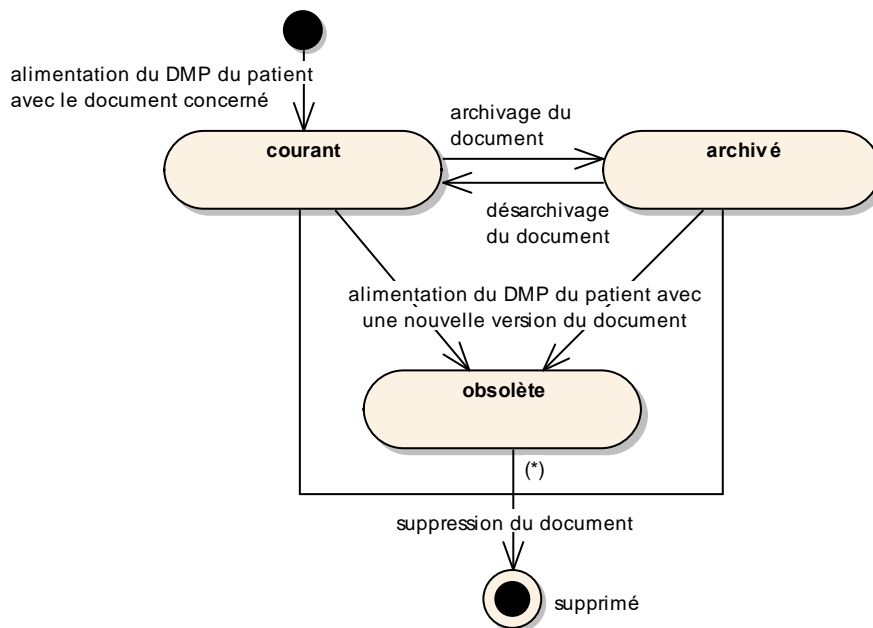 alimentation du DMP du patient
avec le document concerné
archivage du
document
courant
archivé
désarchivage
du document
alimentation du DMP du patient avec
une nouvelle version du document
obsolète
(*)
suppression du document
supprimé